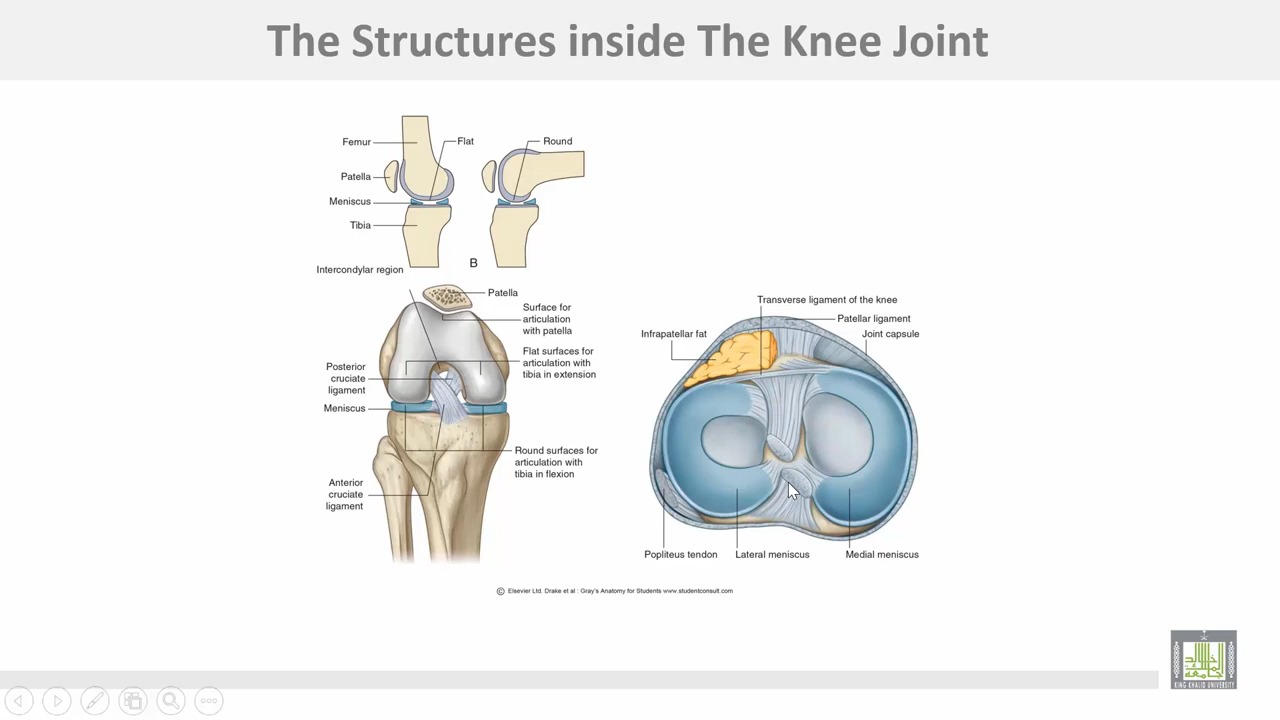 The Structures inside The Knee Joint
Femur
Flat
Round
Patella
Meniscus
Tibia
B
Intercondylar region
Patella
Surface for
articulation
with patella
Flat surfaces for
articulation with
tibia in extension
Posterior
cruciate
ligament
Meniscus
Round surfaces for
articulation with
tibia in flexion
Anterior
cruciate
ligament
Transverse ligament of the knee
Patellar ligament
Infrapatellar fat
Joint capsule
Popliteus tendon
Lateral meniscus
Medial meniscus
© Elsevier Ltd. Drake et al : Gray's Anatomy for Students www.studentconsult.com
KING KHALID UNIVERSITY